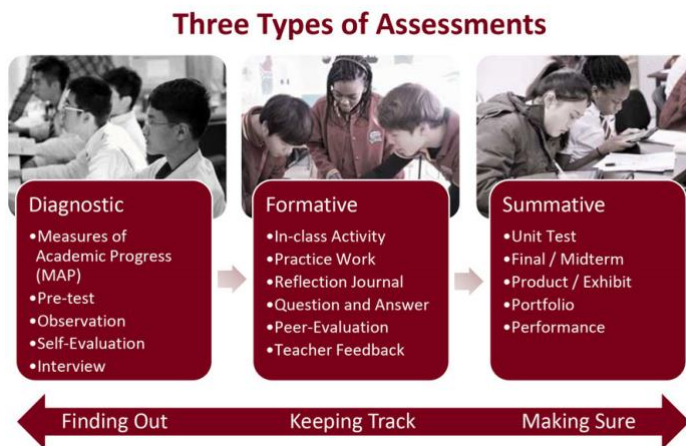 Three Types of Assessments
Diagnostic
•Measures of
Academic Progress
(MAP)
•Pre-test
•Observation
•Self-Evaluation
•Interview
Formative
•In-class Activity
•Practice Work
•Reflection Journal
•Question and Answer
•Peer-Evaluation
•Teacher Feedback
Summative
•Unit Test
•Final / Midterm
•Product / Exhibit
•Portfolio
•Performance
Finding Out
Keeping Track
Making Sure